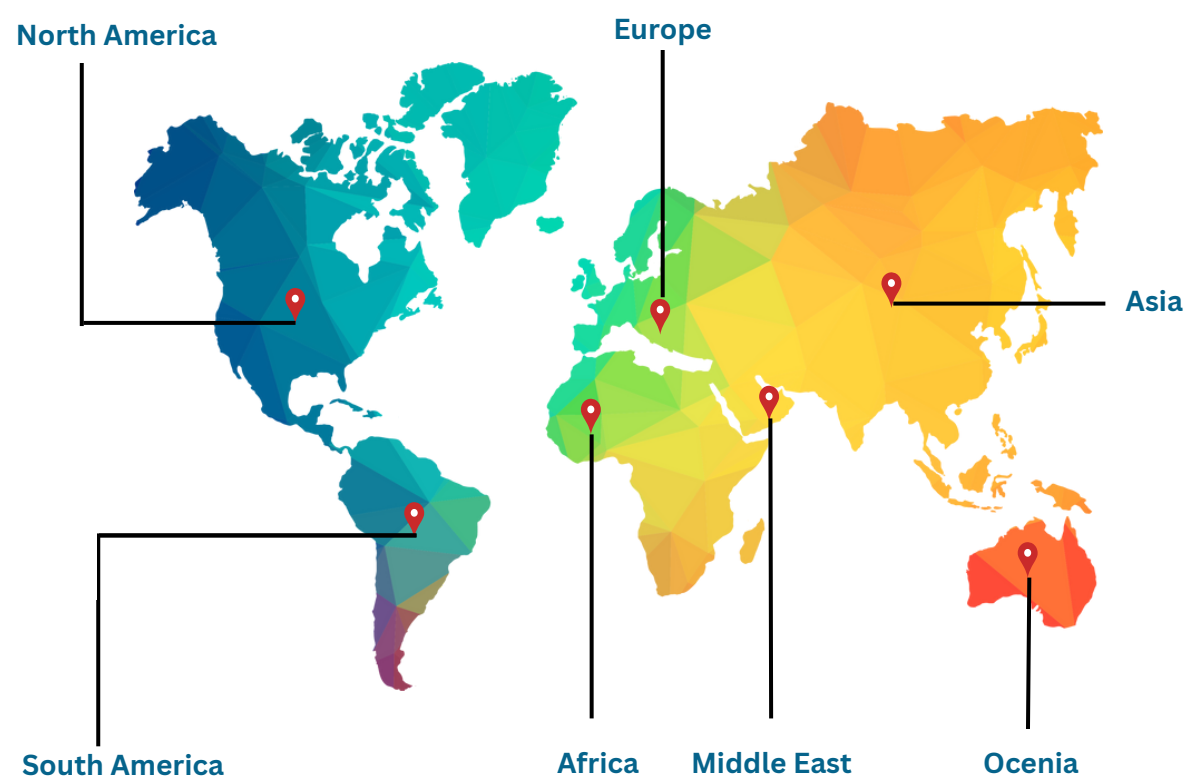 North America
Europe
Asia
South America
Africa
Middle East
Ocenia